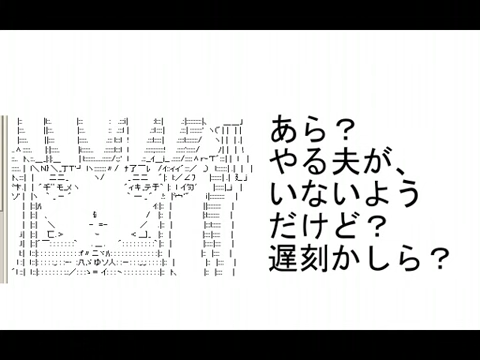 あら？
やる夫が、
いないよう
だけど？
遅刻かしら？